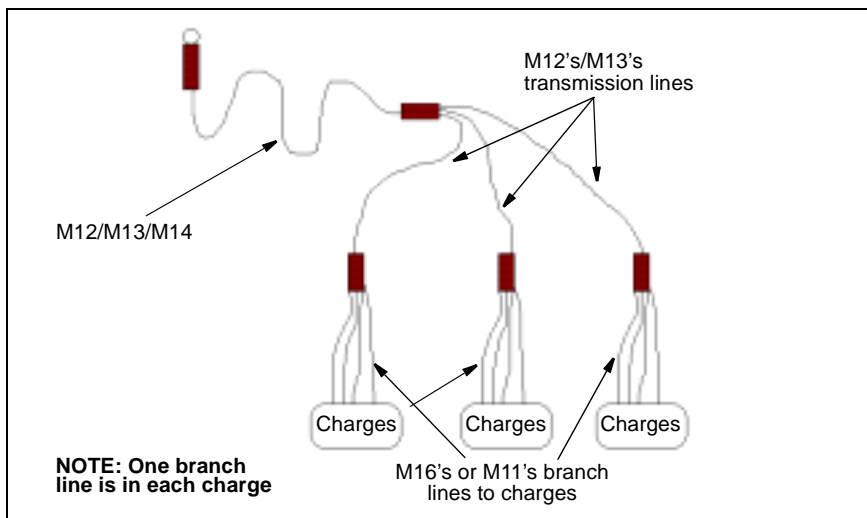 M12's/M13's
transmission lines
M12/M13/M14
Charges
Charges
Charges
NOTE: One branch
line is in each charge
M16's or M11's branch
lines to charges